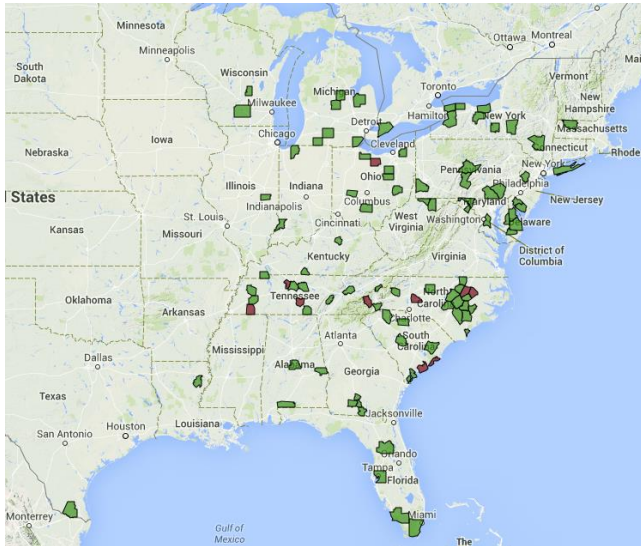 Minnesota
Ottawa
Montreal
Minneapolis
South
Dakota
Wisconsin
Michigan
Toronto
Vermont
New
Hampshire
Milwaukee
Hamilton
New York
Massachusetts
Detroit
Chicago
Cleveland
Connecticut
Rhode
Iowa
Nebraska
Illinois
Indiana
Ohio
Pennsylvania
New York
Philadelphia
Columbus
Indianapolis
Maryland
New Jersey
d States
Cincinnati
West
Virginia
Washington
Delaware
St. Louis
Kansas
Missouri
District of
Columbia
Kentucky
Virginia
Oklahoma
Tennessee
North
Carolina
Arkansas
Charlotte
Mississippi
Atlanta
South
Carolina
Dallas
Alabama
Georgia
Texas
Louisiana
Jacksonville
Houston
San Antonio
Orlando
Tampa
Florida
Monterrey
Gulf of
Mexico
Miami
The